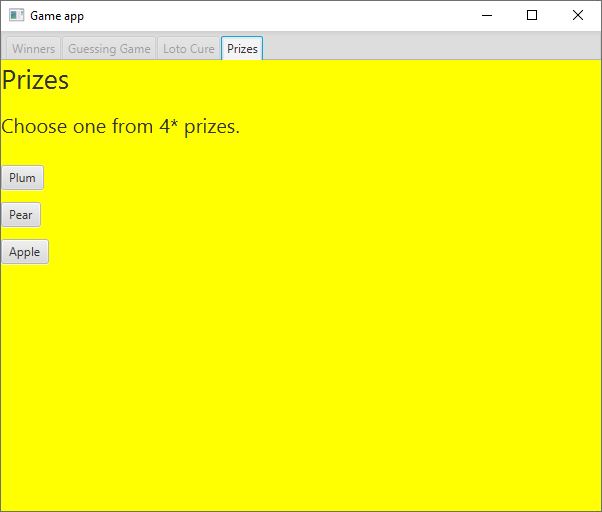 Game app
Winners Guessing Game Loto Cure Prizes
Prizes
Choose one from 4* prizes.
Plum
Pear
Apple